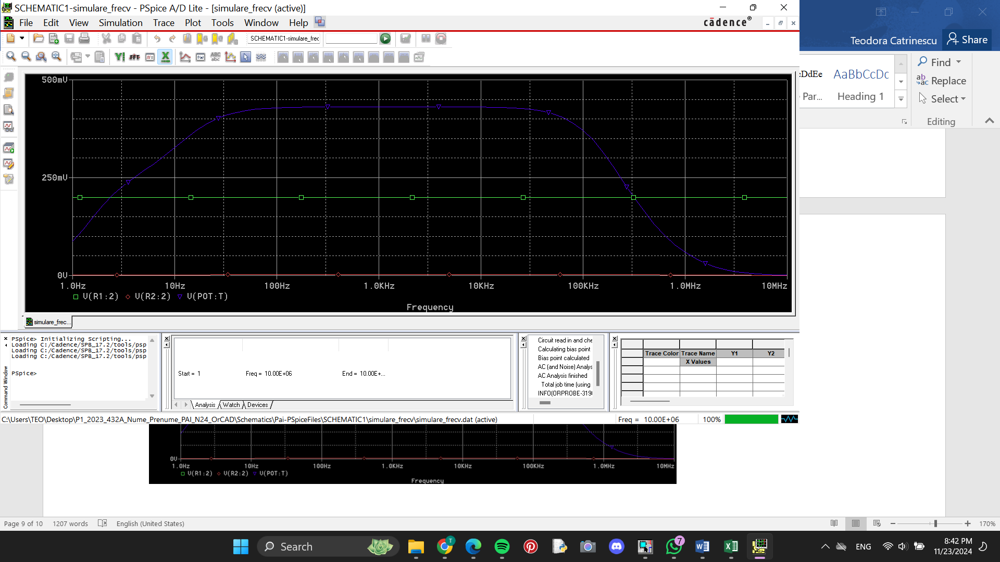 SCHEMATIC1-simulare_frecv - PSpice A/D Lite - [simulare_frecv (active)]
File Edit View Simulation Trace Plot Tools Window Help
cādence®
Teodora Catrinescu
Share
SCHEMATIC1-simulare_frec
FFT
ABC
abc
DdEe
AaBbCcDc
Par...
Heading 1
Find
Replace
Select
Editing
500mV
250mV
0V
1.0Hz 10Hz 100Hz 1.0KHz 10KHz 100KHz 1.0MHz 10MHz
V(R1:2) V(R2:2) V(POT:T)
Frequency
simulare_frec...
Command Window
PSpice> Initializing Scripting...
Loading C:/Cadence/SPB_17.2/tools/psp
Loading C:/Cadence/SPB_17.2/tools/psp
Loading C:/Cadence/SPB_17.2/tools/psp
PSpice>
Start = 1 Freq = 10.00E+06 End = 10.00E+...
Analysis Watch Devices
Circuit read in and che
Calculating bias point
Bias point calculated
AC (and Noise) Analys
AC Analysis finished
Total job time (using
INFO(ORPROBE-319
Trace Color Trace Name Y1 Y2
X Values
C:\Users\TEO\Desktop\P1_2023_432A_Nume_Prenume_PAI_N24_OrCAD\Schematics\Pai-PSpiceFiles\SCHEMATIC1\simulare_frecv\simulare_frecv.dat (active)
Freq = 10.00E+06 100%
0V
1.0Hz 10Hz 100Hz 1.0KHz 10KHz 100KHz 1.0MHz 10MHz
V(R1:2) V(R2:2) V(POT:T)
Frequency
Page 9 of 10 1207 words English (United States) 170%
Search
T
7
ENG
8:42 PM
11/23/2024